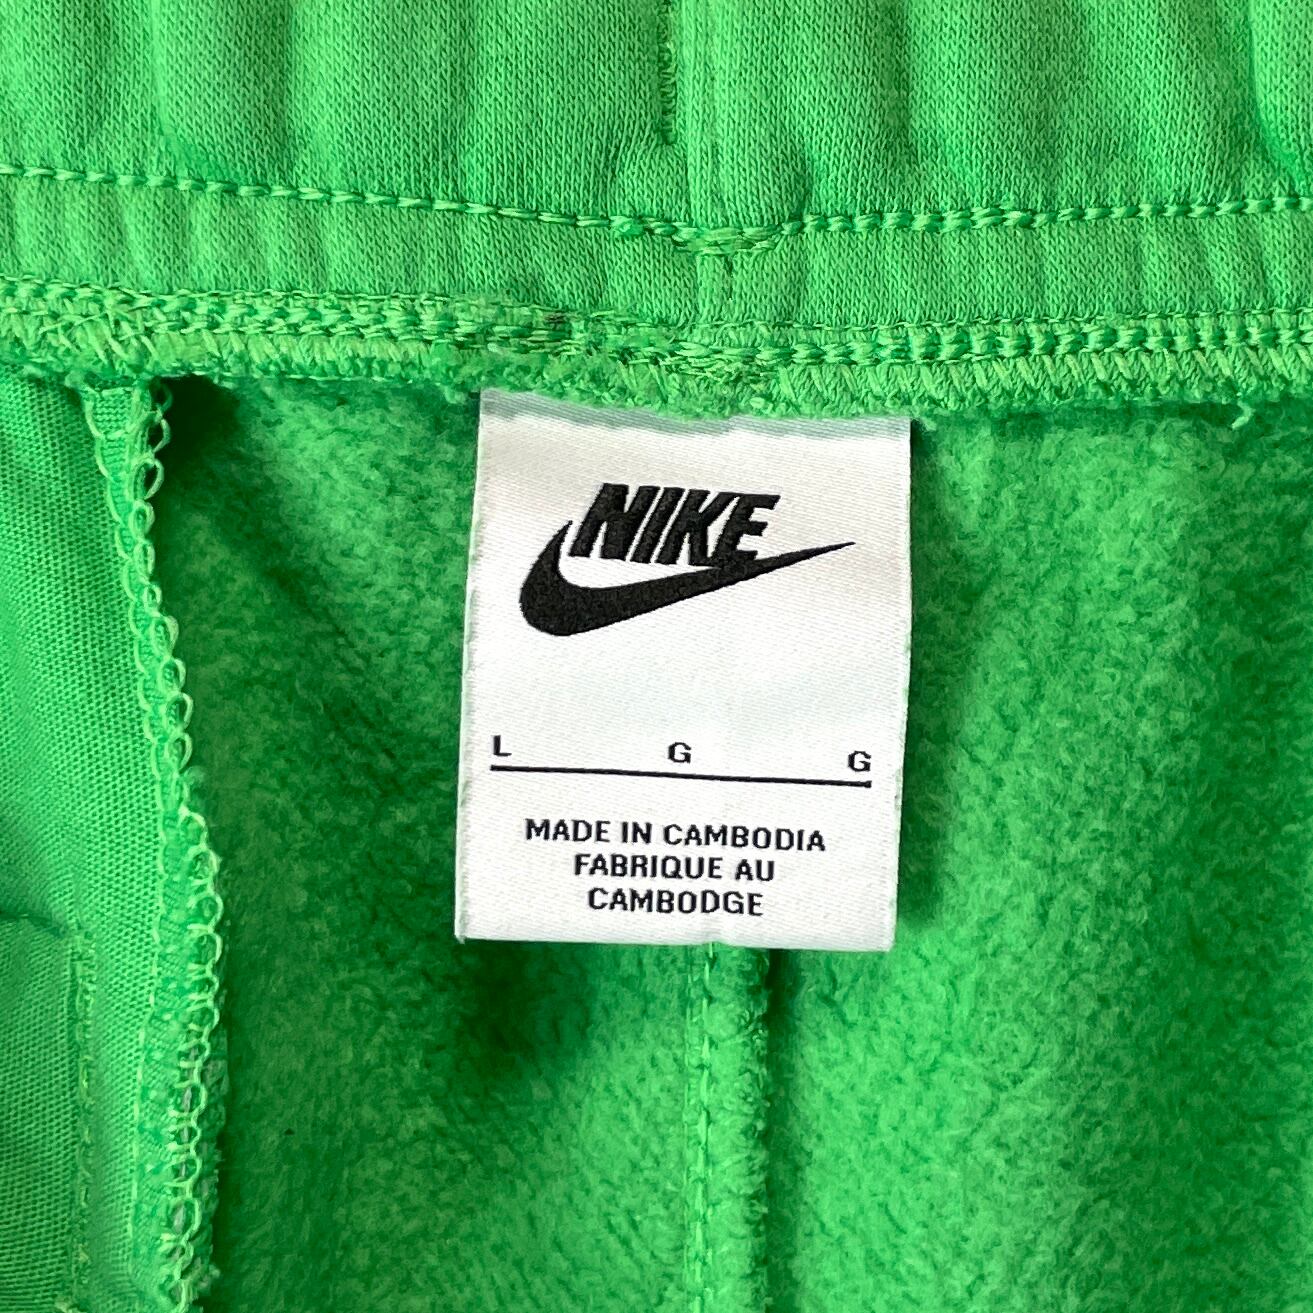 NIKE
L G G
MADE IN CAMBODIA
FABRIQUE AU
CAMBODGE